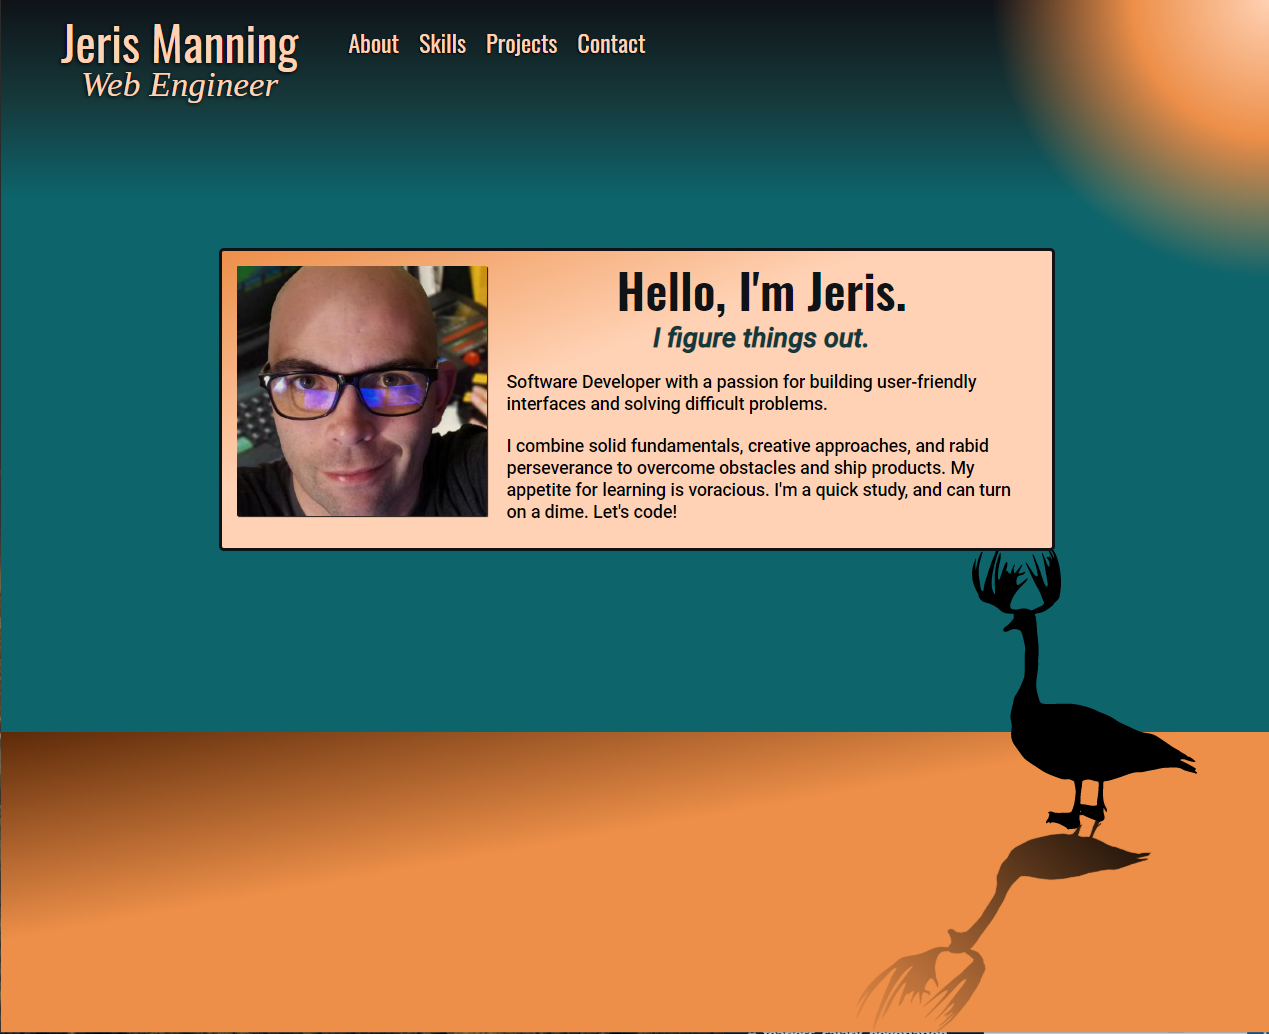 Jeris Manning
Web Engineer
About Skills Projects Contact
Hello, I'm Jeris.
I figure things out.
Software Developer with a passion for building user-friendly
interfaces and solving difficult problems.
I combine solid fundamentals, creative approaches, and rabid
perseverance to overcome obstacles and ship products. My
appetite for learning is voracious. I'm a quick study, and can turn
on a dime. Let's code!